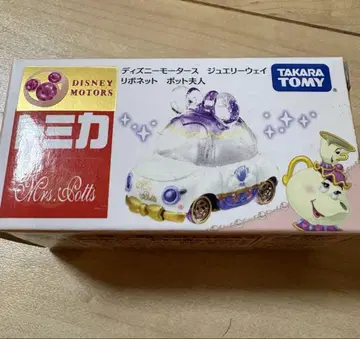 DISNEY
MOTORS
トミカ
Mrs. Potts
ディズニーモータース ジュエリーウェイ
リポネット ポット夫人
TAKARA
TOMY